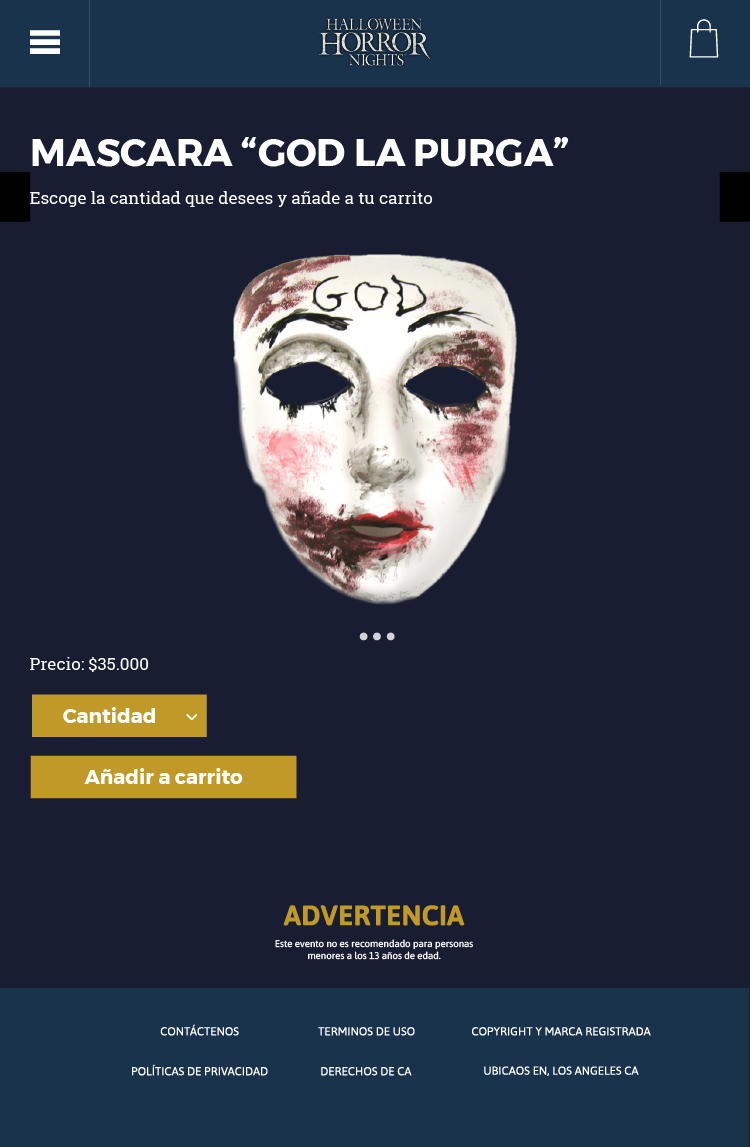 HALLOWEEN
HORROR
NIGHTS
MASCARA “GOD LA PURGA”
Escoge la cantidad que desees y añade a tu carrito
GOD
Precio: $35.000
Cantidad
Añadir a carrito
ADVERTENCIA
Este evento no es recomendado para personas
menores a los 13 años de edad.
CONTÁCTENOS TERMINOS DE USO COPYRIGHT Y MARCA REGISTRADA
POLÍTICAS DE PRIVACIDAD DERECHOS DE CA UBICAOS EN, LOS ANGELES CA